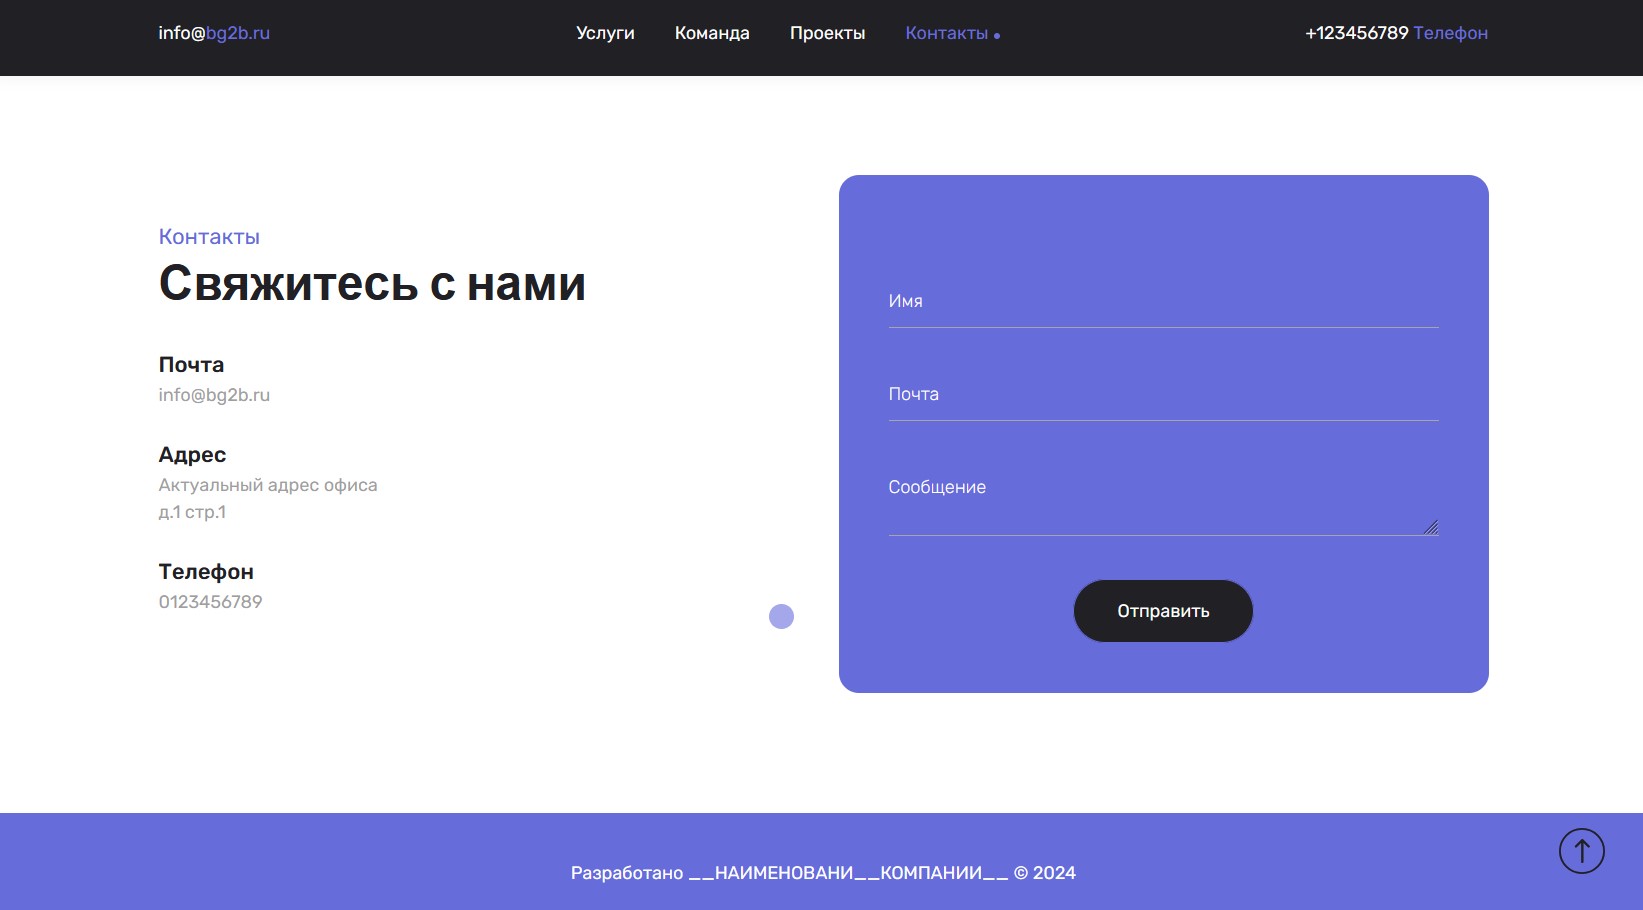 info@bg2b.ru
Услуги
Команда
Проекты
Контакты
+123456789 Телефон
Контакты
Свяжитесь с нами
Почта
info@bg2b.ru
Адрес
Актуальный адрес офиса
д.1 стр.1
Телефон
0123456789
Имя
Почта
Сообщение
Отправить
Разработано __НАИМЕНОВАНИ__КОМПАНИИ__ © 2024